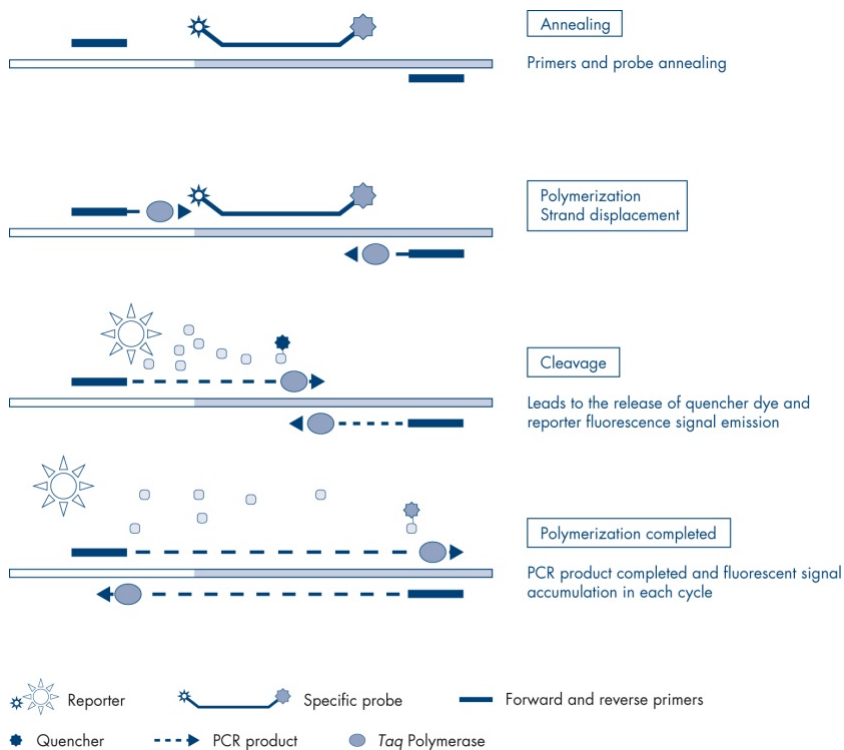 Annealing
Primers and probe annealing
Polymerization
Strand displacement
Cleavage
Leads to the release of quencher dye and
reporter fluorescence signal emission
Polymerization completed
PCR product completed and fluorescent signal
accumulation in each cycle
Reporter
Specific probe
Forward and reverse primers
Quencher
PCR product
Taq Polymerase